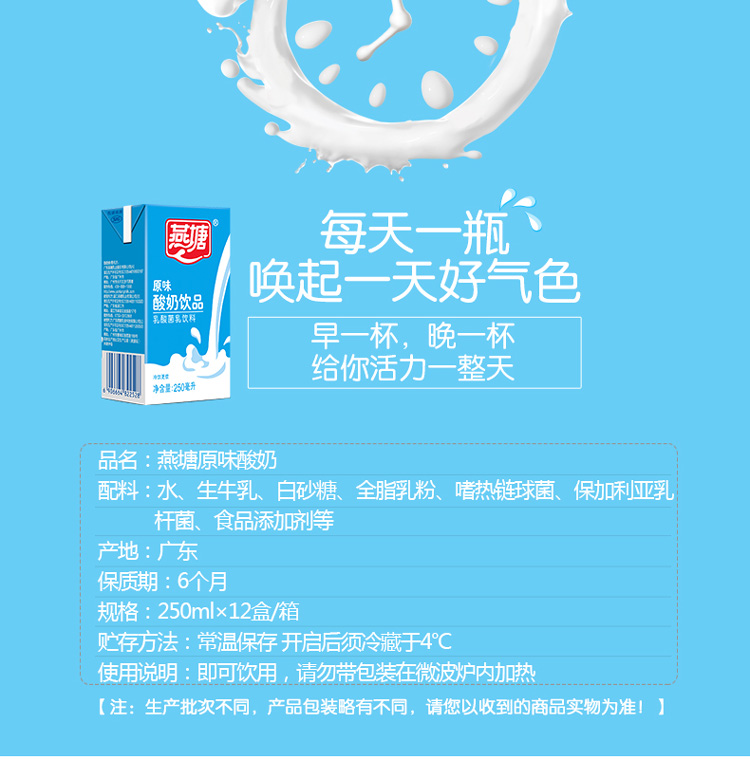 每天一瓶
唤起一天好气色
早一杯，晚一杯
给你活力一整天
燕塘®
原味
酸奶饮品
乳酸菌乳饮料
净含量:250毫升
品名：燕塘原味酸奶
配料：水、生牛乳、白砂糖、全脂乳粉、嗜热链球菌、保加利亚乳
杆菌、食品添加剂等
产地：广东
保质期：6个月
规格：250ml×12盒/箱
贮存方法：常温保存 开启后须冷藏于4℃
使用说明：即可饮用，请勿带包装在微波炉内加热
【 注：生产批次不同，产品包装略有不同，请您以收到的商品实物为准！ 】